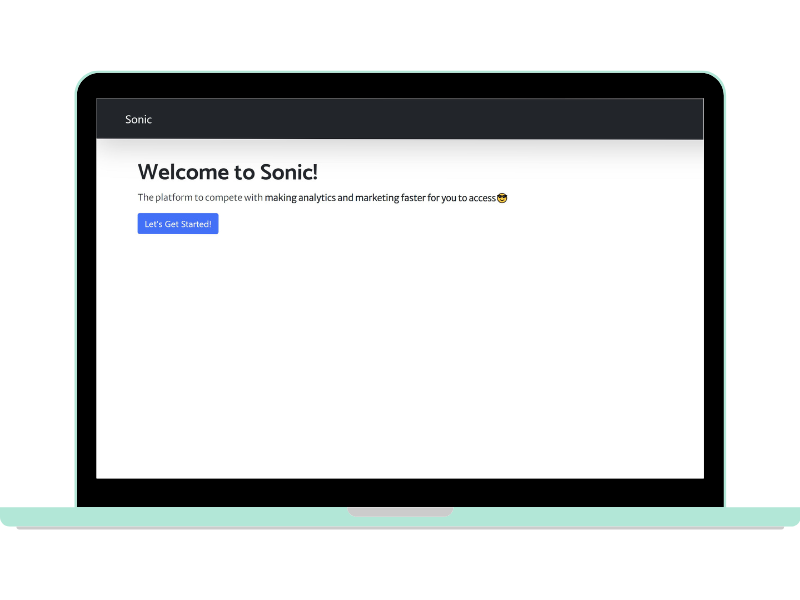 Sonic
Welcome to Sonic!
The platform to compete with making analytics and marketing faster for you to access😎
Let's Get Started!